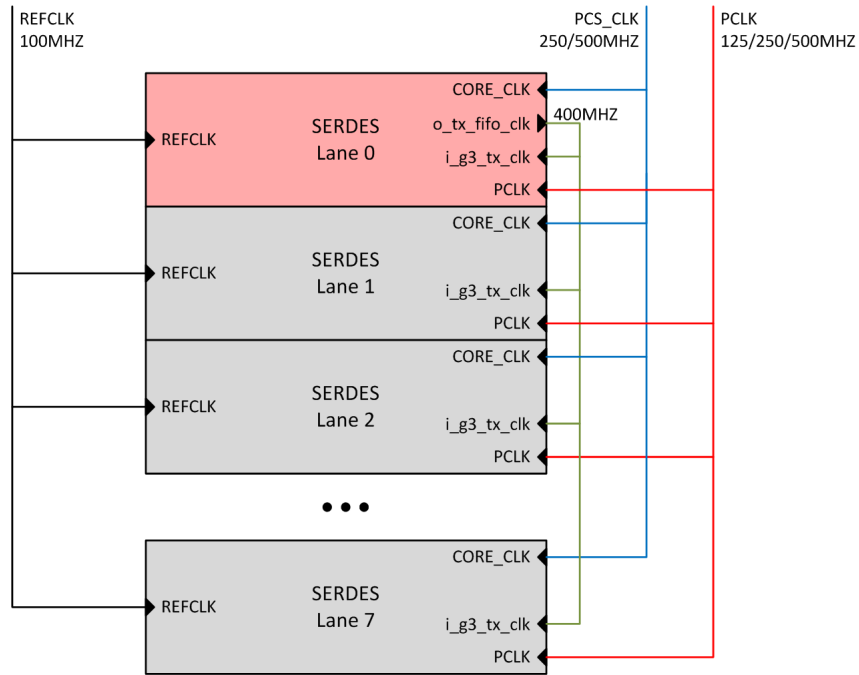 REFCLK
100MHZ
PCS_CLK
250/500MHZ
PCLK
125/250/500MHZ
CORE_CLK
400MHZ
o_tx_fifo_clk
REFCLK
SERDES
Lane 0
i_g3_tx_clk
PCLK
CORE_CLK
REFCLK
SERDES
Lane 1
i_g3_tx_clk
PCLK
CORE_CLK
REFCLK
SERDES
Lane 2
i_g3_tx_clk
PCLK
CORE_CLK
REFCLK
SERDES
Lane 7
i_g3_tx_clk
PCLK